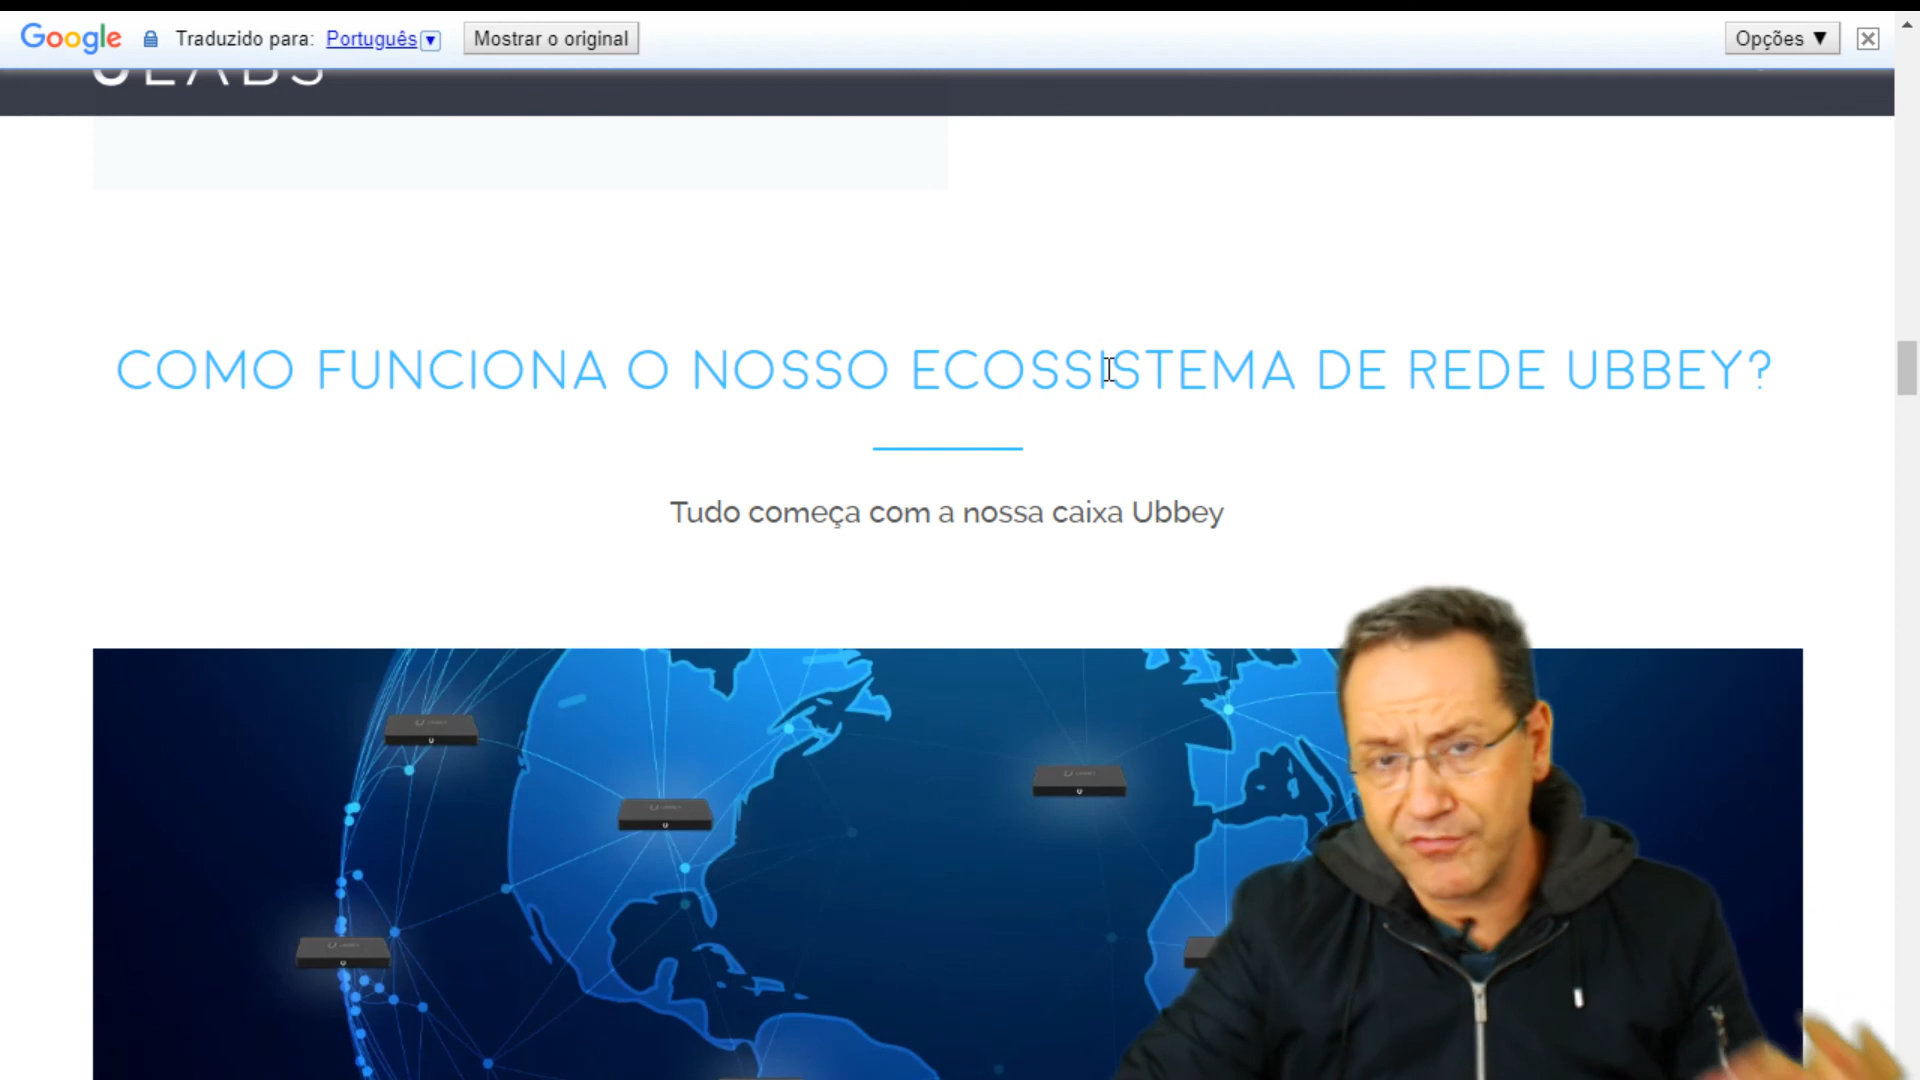 Google Traduzido para: Português ▼ Mostrar o original Opções ▼
COMO FUNCIONA O NOSSO ECOSSISTEMA DE REDE UBBEY?
Tudo começa com a nossa caixa Ubbey